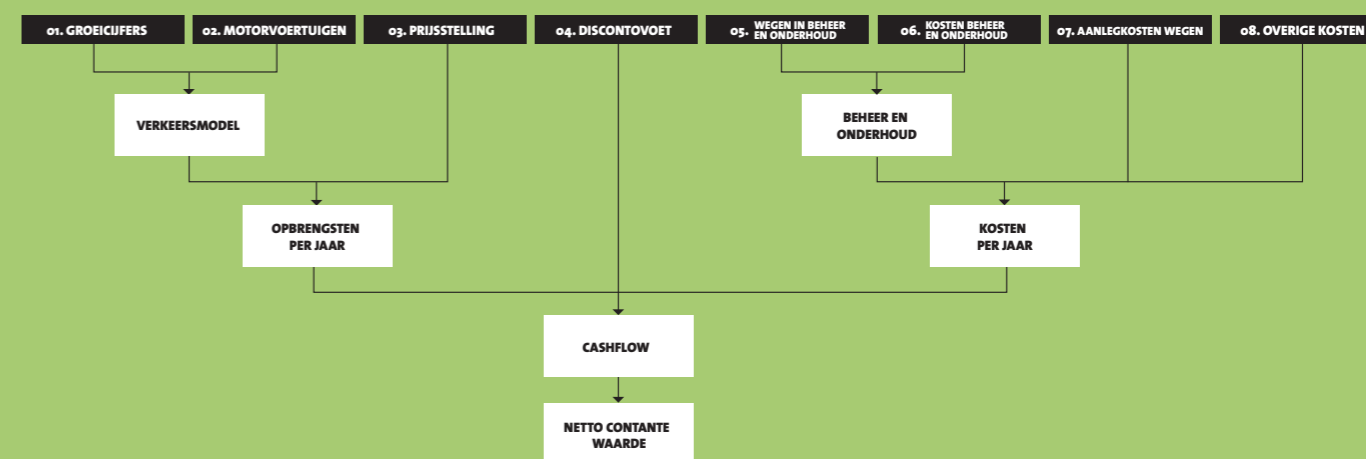 01. GROEICIJFERS
02. MOTORVOERTUIGEN
03. PRIJSSTELLING
04. DISCONTOVOET
05. WEGEN IN BEHEER
EN ONDERHOUD
06. KOSTEN BEHEER
EN ONDERHOUD
07. AANLEGKOSTEN WEGEN
08. OVERIGE KOSTEN
VERKEERSMODEL
BEHEER EN
ONDERHOUD
OPBRENGSTEN
PER JAAR
KOSTEN
PER JAAR
CASHFLOW
NETTO CONTANTE
WAARDE